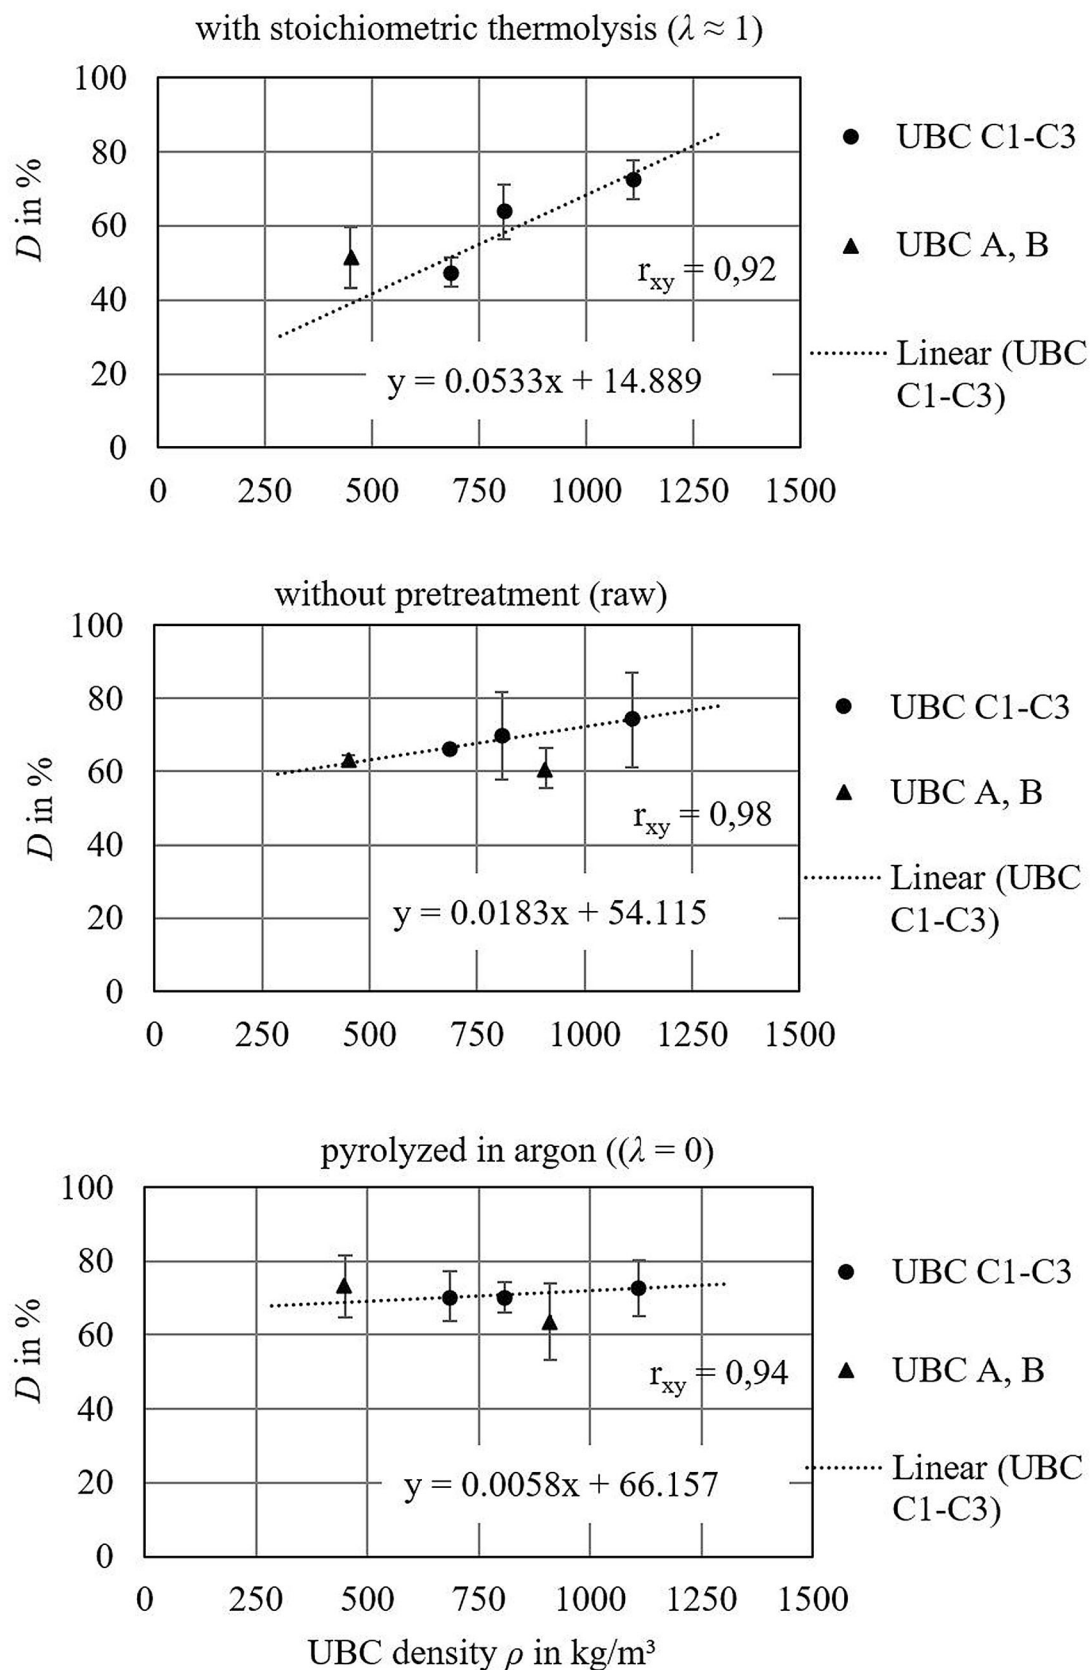 with stoichiometric thermolysis (λ ≈ 1)
100
80
60
40
20
0
D in %
0 250 500 750 1000 1250 1500
r_xy = 0,92
y = 0.0533x + 14.889
UBC C1-C3
UBC A, B
Linear (UBC
C1-C3)
without pretreatment (raw)
100
80
60
40
20
0
D in %
0 250 500 750 1000 1250 1500
r_xy = 0,98
y = 0.0183x + 54.115
UBC C1-C3
UBC A, B
Linear (UBC
C1-C3)
pyrolyzed in argon ((λ = 0)
100
80
60
40
20
0
D in %
0 250 500 750 1000 1250 1500
r_xy = 0,94
y = 0.0058x + 66.157
UBC C1-C3
UBC A, B
Linear (UBC
C1-C3)
UBC density ρ in kg/m³